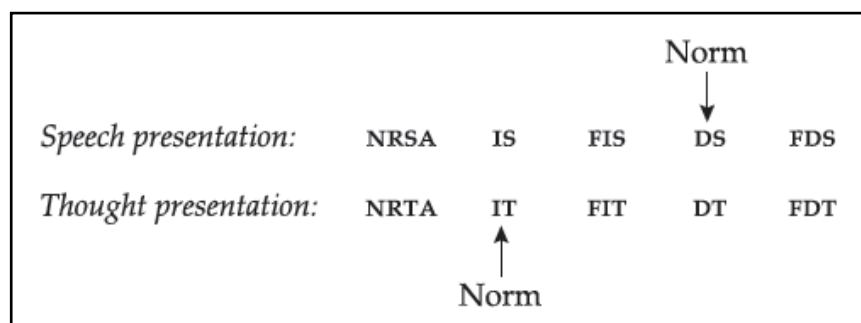 Norm
Speech presentation: NRSA IS FIS DS FDS
Thought presentation: NRTA IT FIT DT FDT
Norm